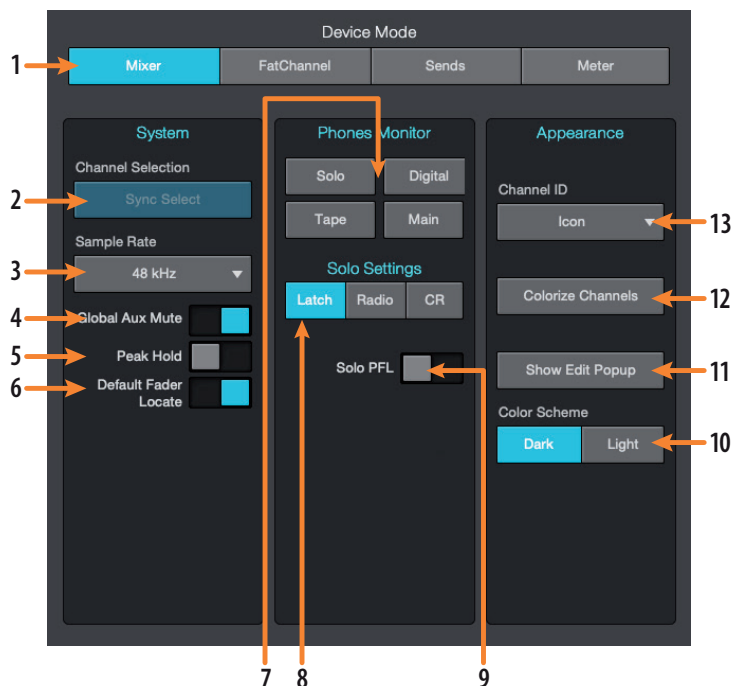 Device Mode
1
Mixer
FatChannel
Sends
Meter
System
Channel Selection
2
Sync Select
Sample Rate
3
48 kHz
4
Global Aux Mute
5
Peak Hold
6
Default Fader
Locate
Phones Monitor
Solo
Digital
Tape
Main
Solo Settings
Latch
Radio
CR
Solo PFL
Appearance
Channel ID
Icon
13
Colorize Channels
12
Show Edit Popup
11
Color Scheme
Dark
Light
10
7
8
9